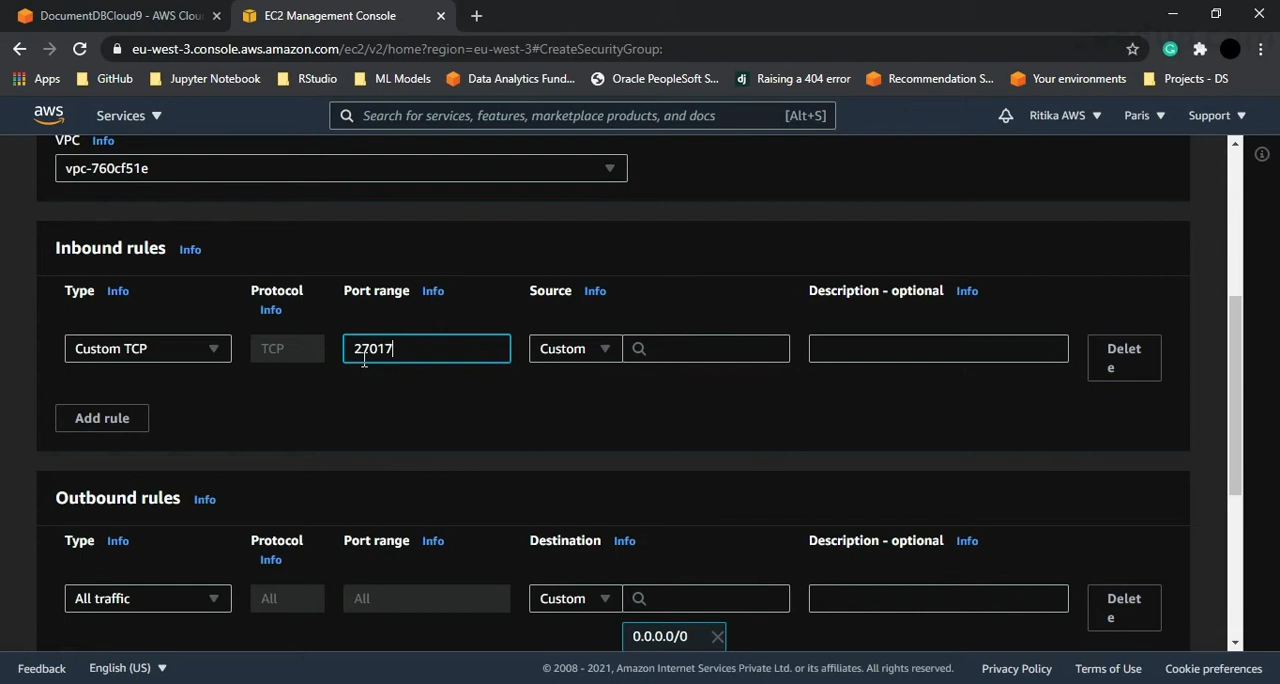 DocumentDBCloud9 - AWS Clou
EC2 Management Console
eu-west-3.console.aws.amazon.com/ec2/v2/home?region=eu-west-3#CreateSecurityGroup:
Apps GitHub Jupyter Notebook RStudio ML Models Data Analytics Fund... Oracle PeopleSoft S... dj Raising a 404 error Recommendation S... Your environments Projects - DS
aws Services Search for services, features, marketplace products, and docs [Alt+S] Ritika AWS Paris Support
VPC Info
vpc-760cf51e
Inbound rules Info
Type Info Protocol Info Port range Info Source Info Description - optional Info
Custom TCP TCP 27017 Custom Delet
e
Add rule
Outbound rules Info
Type Info Protocol Info Port range Info Destination Info Description - optional Info
All traffic All All Custom Delet
e
0.0.0.0/0
Feedback English (US) © 2008 - 2021, Amazon Internet Services Private Ltd. or its affiliates. All rights reserved. Privacy Policy Terms of Use Cookie preferences